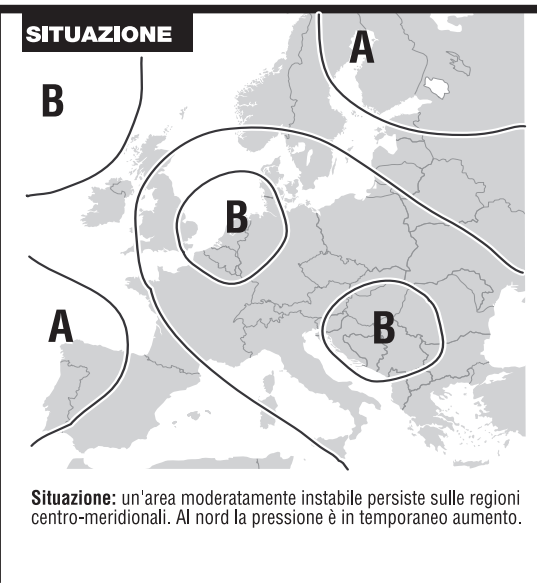 SITUAZIONE
A
B
B
A
B
Situazione: un'area moderatamente instabile persiste sulle regioni
centro-meridionali. Al nord la pressione è in temporaneo aumento.